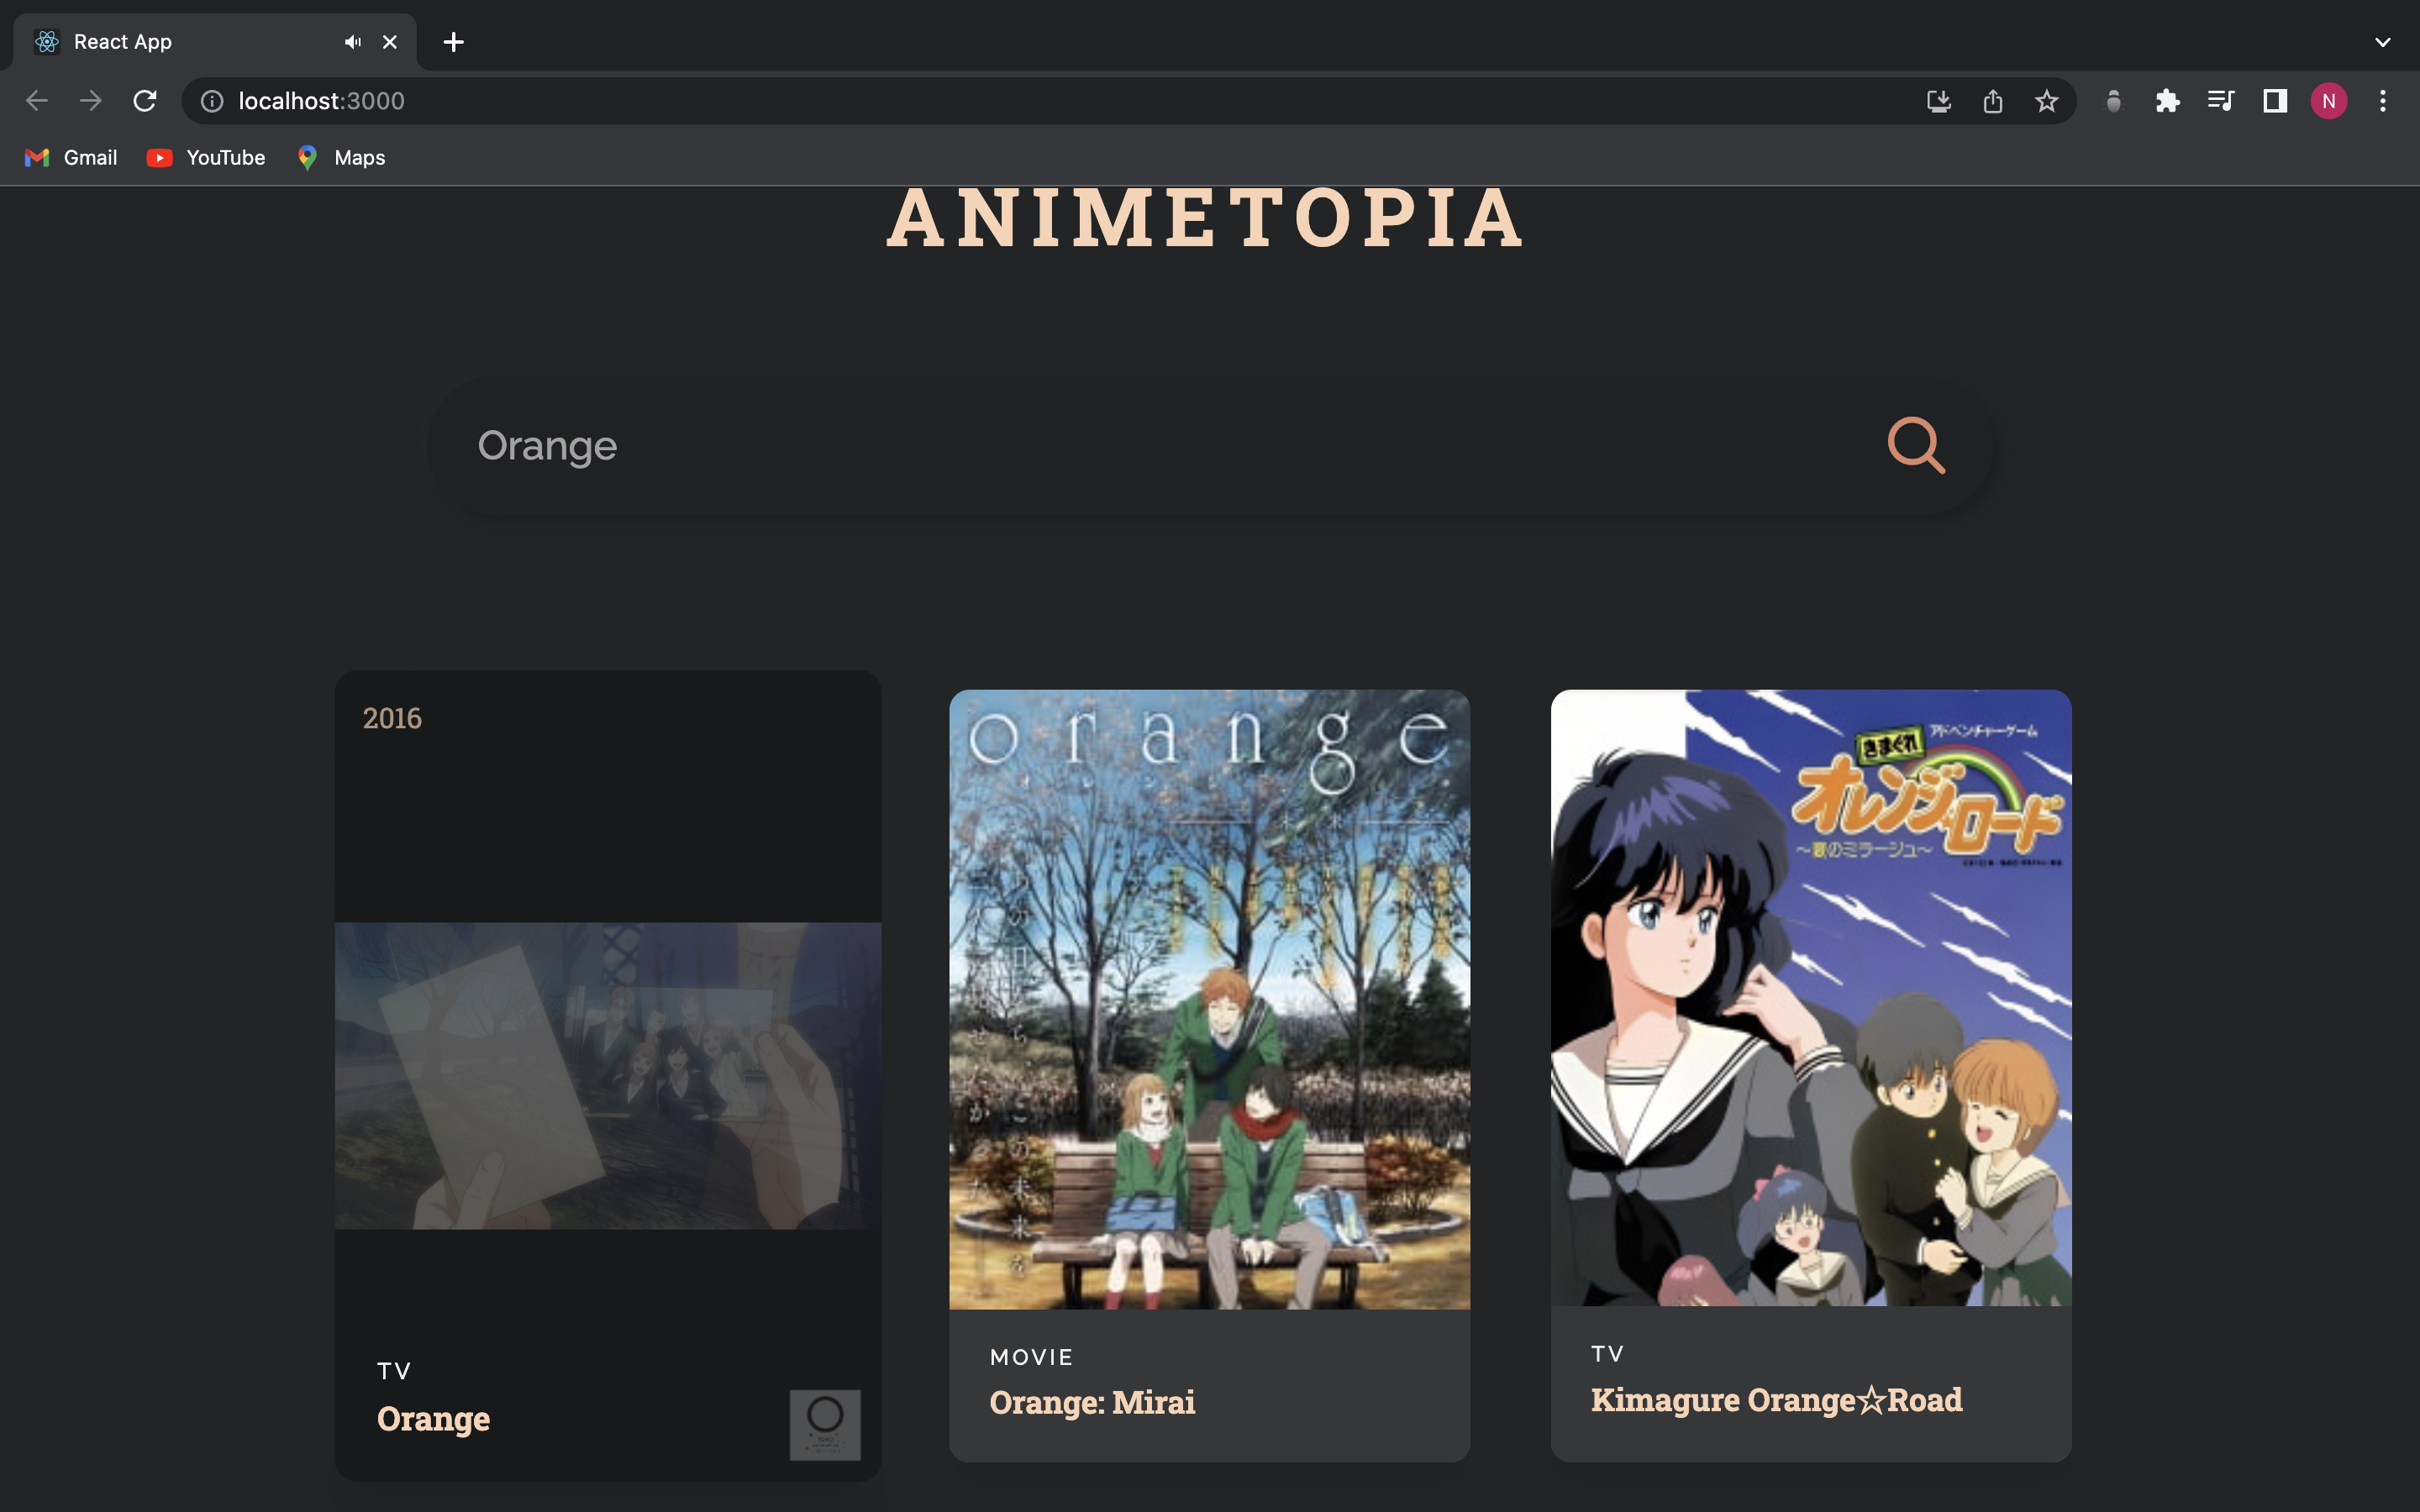 React App
localhost:3000
N
Gmail
YouTube
Maps
ANIMETOPIA
Orange
2016
orange
アドベンチャーゲーム
きまぐれ
オレンジ☆ロード
〜夏のミラージュ〜
TV
Orange
MOVIE
Orange: Mirai
TV
Kimagure Orange☆Road